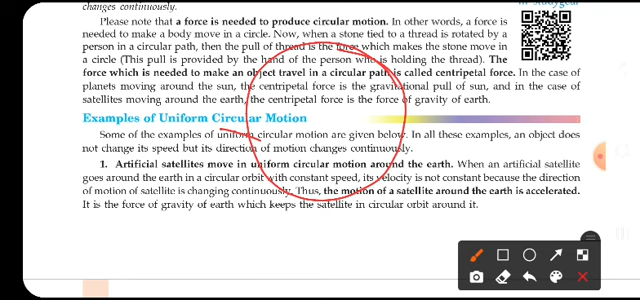 changes continuously.
Please note that a force is needed to produce circular motion. In other words, a force is
needed to make a body move in a circle. Now, when a stone tied to a thread is rotated by a
person in a circular path, then the pull of thread is the force which makes the stone move in
a circle (This pull is provided by the hand of the person who is holding the thread). The
force which is needed to make an object travel in a circular path is called centripetal force. In the case of
planets moving around the sun, the centripetal force is the gravitational pull of sun, and in the case of
satellites moving around the earth, the centripetal force is the force of gravity of earth.
Examples of Uniform Circular Motion
Some of the examples of uniform circular motion are given below. In all these examples, an object does
not change its speed but its direction of motion changes continuously.
1. Artificial satellites move in uniform circular motion around the earth. When an artificial satellite
goes around the earth in a circular orbit with constant speed, its velocity is not constant because the direction
of motion of satellite is changing continuously. Thus, the motion of a satellite around the earth is accelerated.
It is the force of gravity of earth which keeps the satellite in circular orbit around it.